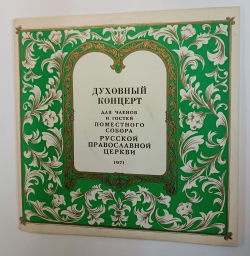 ДУХОВНЫЙ
КОНЦЕРТ
ДЛЯ ЧЛЕНОВ
И ГОСТЕЙ
ПОМЕСТНОГО
СОБОРА
РУССКОЙ
ПРАВОСЛАВНОЙ
ЦЕРКВИ
1971